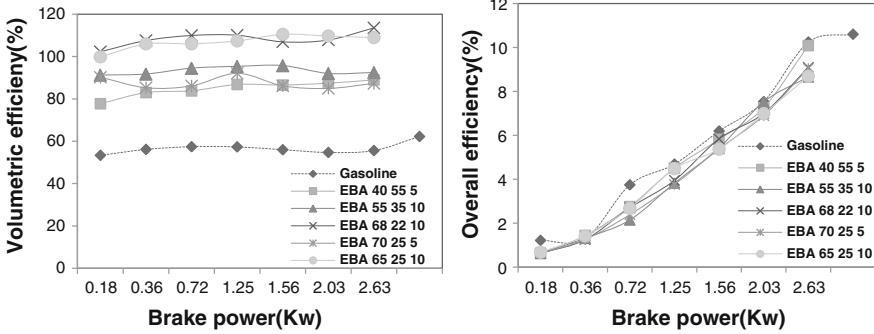 Volumetric efficieny(%)
120
100
80
60
40
20
0
Gasoline
EBA 40 55 5
EBA 55 35 10
EBA 68 22 10
EBA 70 25 5
EBA 65 25 10
0.18 0.36 0.72 1.25 1.56 2.03 2.63
Brake power(Kw)
Overall efficiency(%)
12
10
8
6
4
2
0
Gasoline
EBA 40 55 5
EBA 55 35 10
EBA 68 22 10
EBA 70 25 5
EBA 65 25 10
0.18 0.36 0.72 1.25 1.56 2.03 2.63
Brake power(Kw)